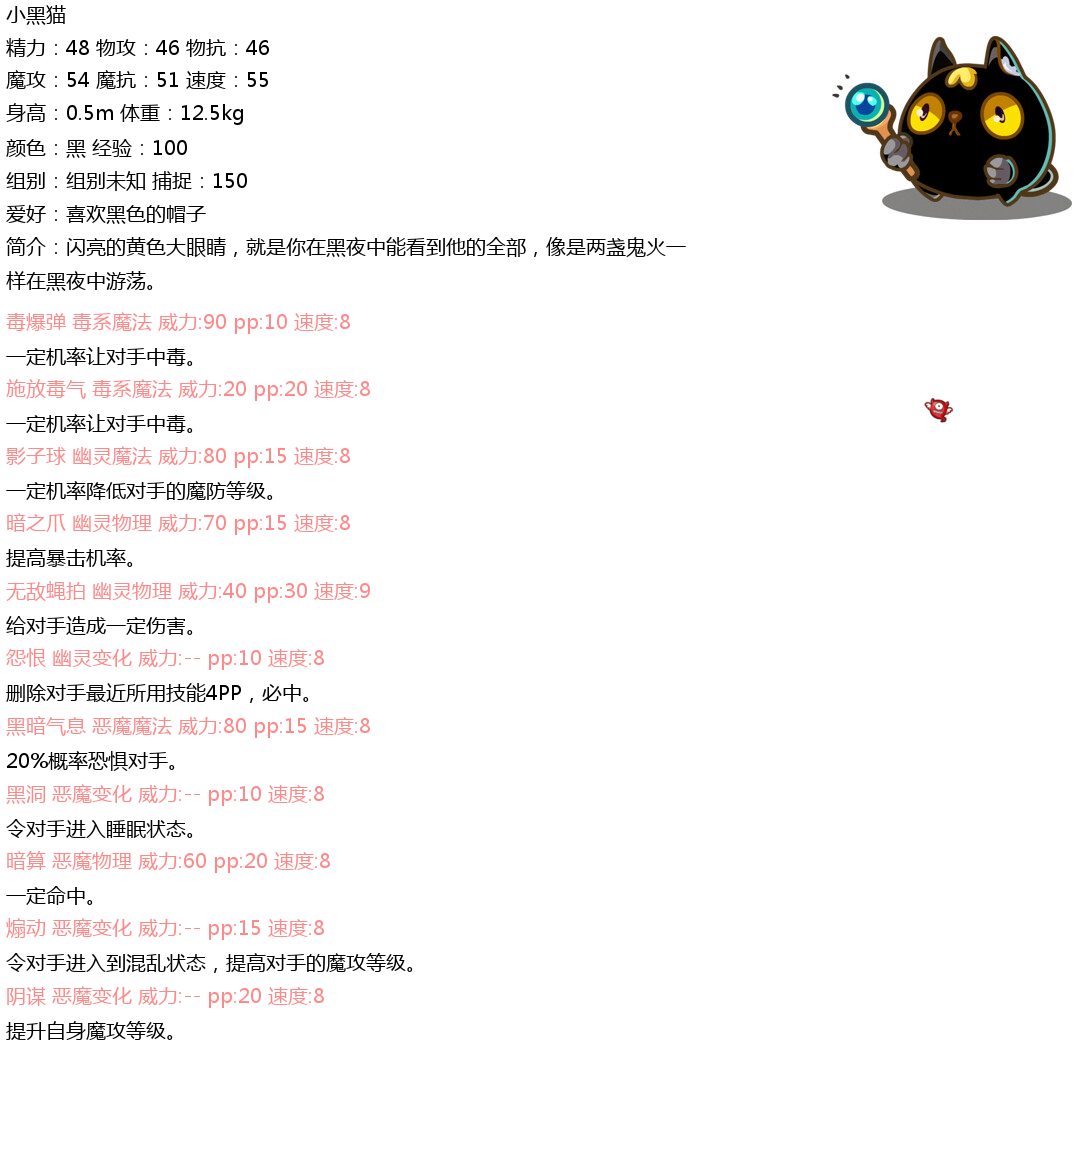 小黑猫
精力：48 物攻：46 物抗：46
魔攻：54 魔抗：51 速度：55
身高：0.5m 体重：12.5kg
颜色：黑 经验：100
组别：组别未知 捕捉：150
爱好：喜欢黑色的帽子
简介：闪亮的黄色大眼睛，就是你在黑夜中能看到他的全部，像是两盏鬼火一
样在黑夜中游荡。
毒爆弹 毒系魔法 威力:90 pp:10 速度:8
一定机率让对手中毒。
施放毒气 毒系魔法 威力:20 pp:20 速度:8
一定机率让对手中毒。
影子球 幽灵魔法 威力:80 pp:15 速度:8
一定机率降低对手的魔防等级。
暗之爪 幽灵物理 威力:70 pp:15 速度:8
提高暴击机率。
无敌蝇拍 幽灵物理 威力:40 pp:30 速度:9
给对手造成一定伤害。
怨恨 幽灵变化 威力:-- pp:10 速度:8
删除对手最近所用技能4PP，必中。
黑暗气息 恶魔魔法 威力:80 pp:15 速度:8
20%概率恐惧对手。
黑洞 恶魔变化 威力:-- pp:10 速度:8
令对手进入睡眠状态。
暗算 恶魔物理 威力:60 pp:20 速度:8
一定命中。
煽动 恶魔变化 威力:-- pp:15 速度:8
令对手进入到混乱状态，提高对手的魔攻等级。
阴谋 恶魔变化 威力:-- pp:20 速度:8
提升自身魔攻等级。